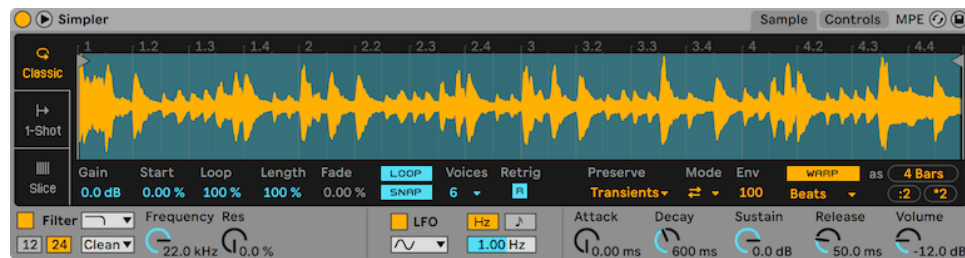 Simpler Sample Controls MPE
1 1.2 1.3 1.4 2 2.2 2.3 2.4 3 3.2 3.3 3.4 4 4.2 4.3 4.4
Classic
1-Shot
Slice
Gain Start Loop Length Fade LOOP Voices Retrig Preserve Mode Env WARP as 4 Bars
0.0 dB 0.00 % 100 % 100 % 0.00 % SNAP 6 R Transients 100 Beats :2 *2
Filter Frequency Res LFO Hz Attack Decay Sustain Release Volume
12 24 Clean 22.0 kHz 0.0 % 1.00 Hz 0.00 ms 600 ms 0.0 dB 50.0 ms -12.0 dB